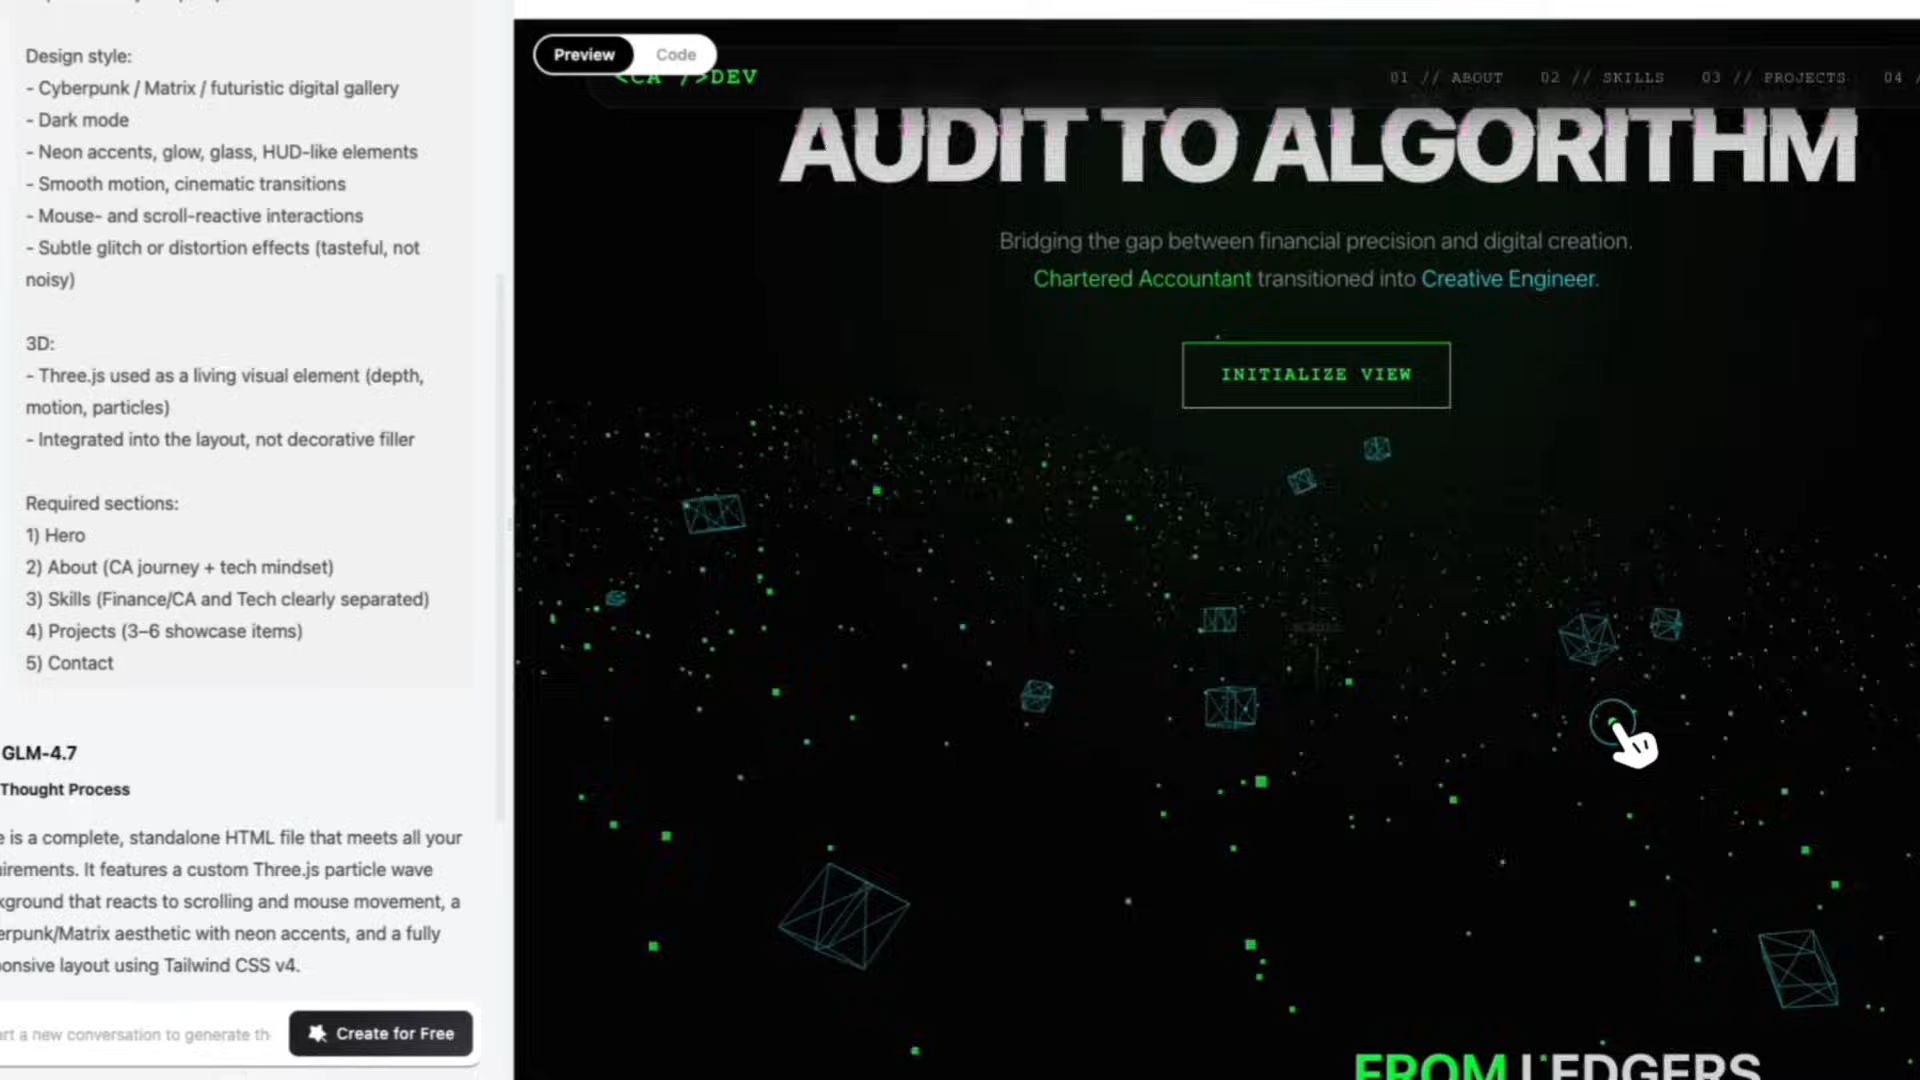 Design style:
- Cyberpunk / Matrix / futuristic digital gallery
- Dark mode
- Neon accents, glow, glass, HUD-like elements
- Smooth motion, cinematic transitions
- Mouse- and scroll-reactive interactions
- Subtle glitch or distortion effects (tasteful, not
noisy)
3D:
- Three.js used as a living visual element (depth,
motion, particles)
- Integrated into the layout, not decorative filler
Required sections:
1) Hero
2) About (CA journey + tech mindset)
3) Skills (Finance/CA and Tech clearly separated)
4) Projects (3–6 showcase items)
5) Contact
GLM-4.7
Thought Process
e is a complete, standalone HTML file that meets all your
irements. It features a custom Three.js particle wave
kground that reacts to scrolling and mouse movement, a
erpunk/Matrix aesthetic with neon accents, and a fully
onsive layout using Tailwind CSS v4.
art a new conversation to generate th
Create for Free
Preview
Code
<CA />DEV
01 // ABOUT
02 // SKILLS
03 // PROJECTS
04 /
AUDIT TO ALGORITHM
Bridging the gap between financial precision and digital creation.
Chartered Accountant transitioned into Creative Engineer.
INITIALIZE VIEW
FROM LEDGERS